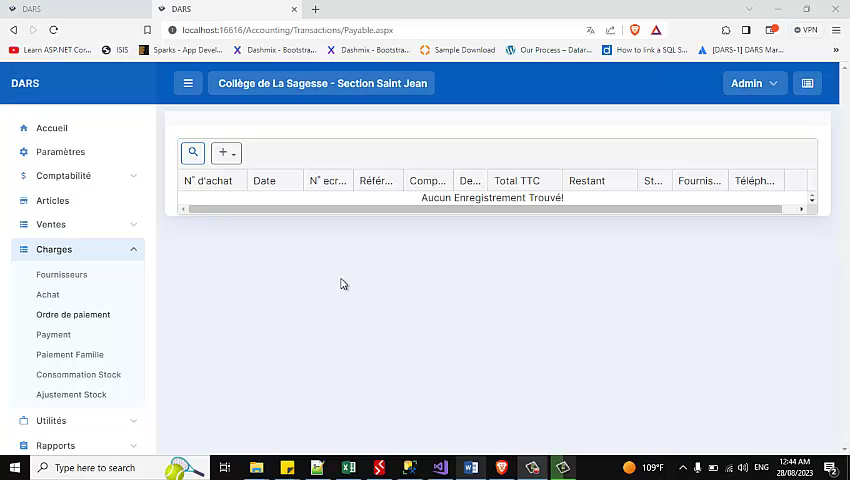 DARS
DARS
localhost:16616/Accounting/Transactions/Payable.aspx
VPN
Learn ASP.NET Cor...
ISIS
Sparks - App Devel...
Dashmix - Bootstra...
Dashmix - Bootstra...
Sample Download
Our Process – Datar...
How to link a SQL S...
[DARS-1] DARS Mar...
DARS
Collège de La Sagesse - Section Saint Jean
Admin
Accueil
Paramètres
Comptabilité
Articles
Ventes
Charges
Fournisseurs
Achat
Ordre de paiement
Payment
Paiement Famille
Consommation Stock
Ajustement Stock
Utilités
Rapports
N° d'achat
Date
N° ecr...
Référ...
Comp...
De...
Total TTC
Restant
St...
Fournis...
Téléph...
Aucun Enregistrement Trouvé!
Type here to search
109°F
ENG
12:44 AM
28/08/2023
2